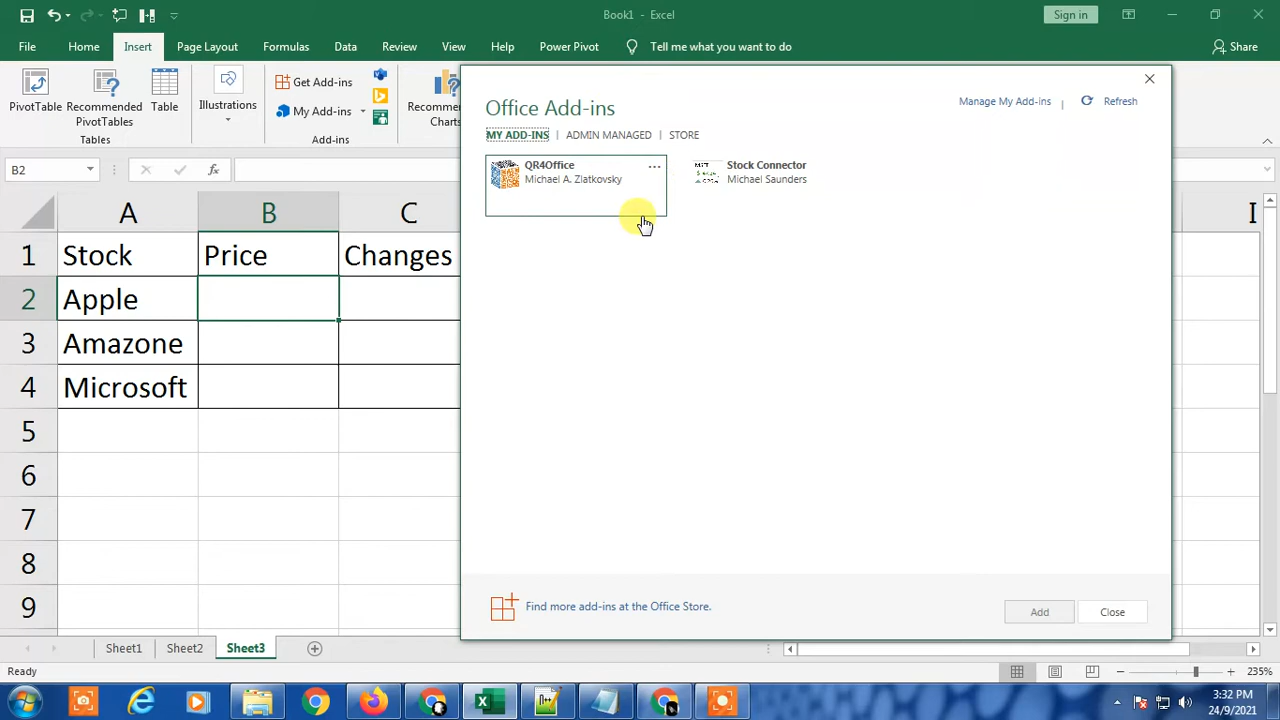 Book1 - Excel
Sign in
File
Home
Insert
Page Layout
Formulas
Data
Review
View
Help
Power Pivot
Tell me what you want to do
Share
PivotTable
Recommended
PivotTables
Table
Tables
Illustrations
Get Add-ins
My Add-ins
Add-ins
Recomm
Charts
Office Add-ins
Manage My Add-ins
|
Refresh
MY ADD-INS | ADMIN MANAGED | STORE
QR4Office
Michael A. Zlatkovsky
...
Stock Connector
Michael Saunders
Find more add-ins at the Office Store.
Add
Close
B2
fx
A B C I
1 Stock Price Changes
2 Apple
3 Amazone
4 Microsoft
5
6
7
8
9
Sheet1
Sheet2
Sheet3
Ready
235%
3:32 PM
24/9/2021